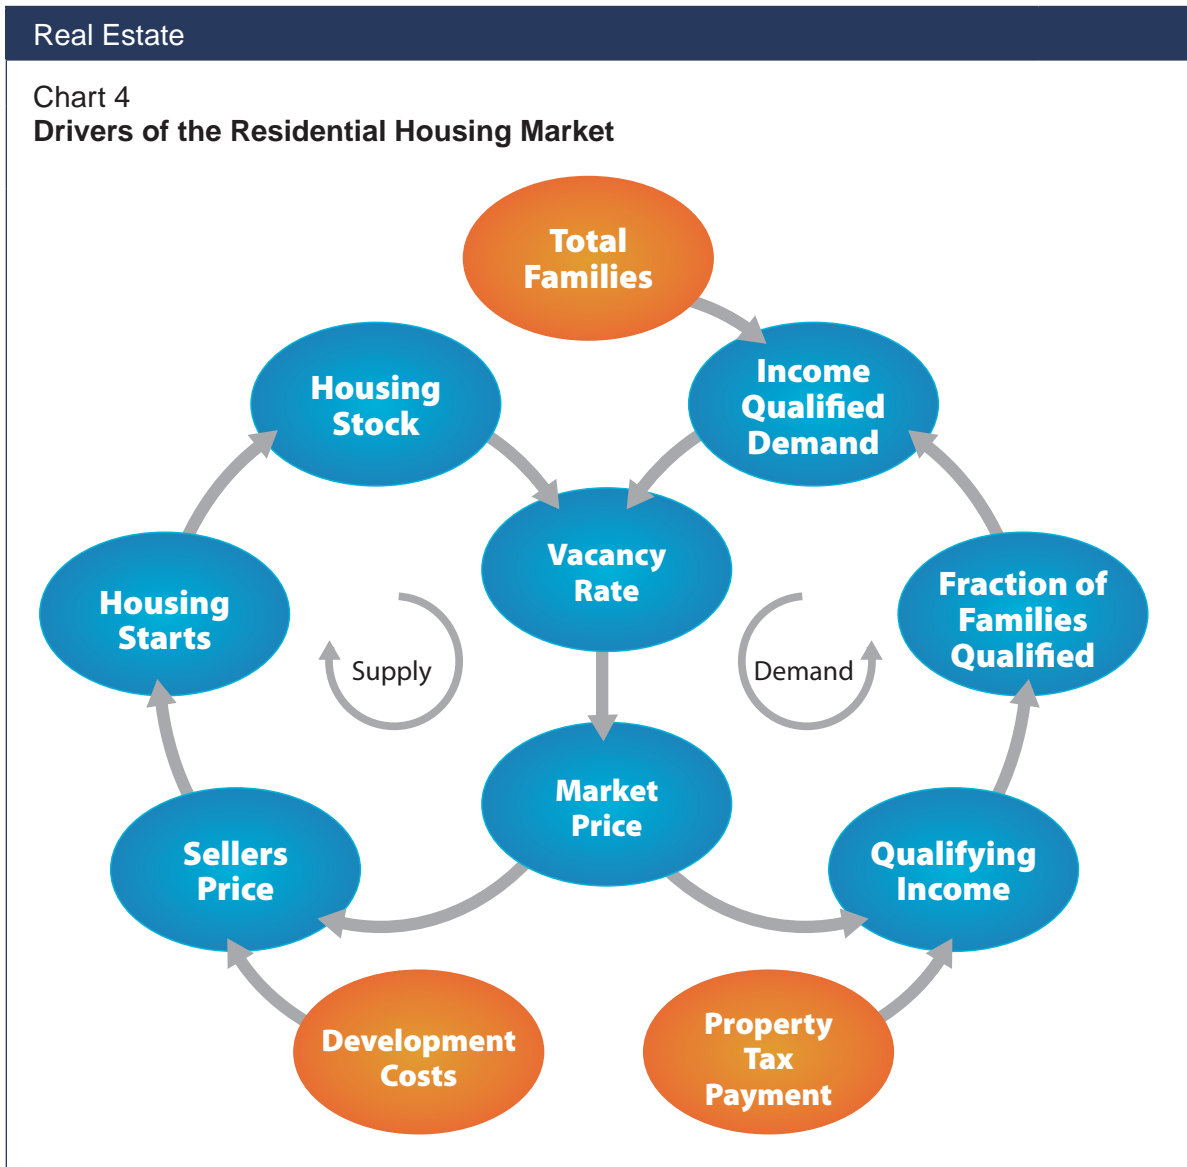 Real Estate
Chart 4
Drivers of the Residential Housing Market
Total
Families
Housing
Stock
Income
Qualified
Demand
Vacancy
Rate
Housing
Starts
Fraction of
Families
Qualified
Supply
Demand
Market
Price
Sellers
Price
Qualifying
Income
Development
Costs
Property
Tax
Payment